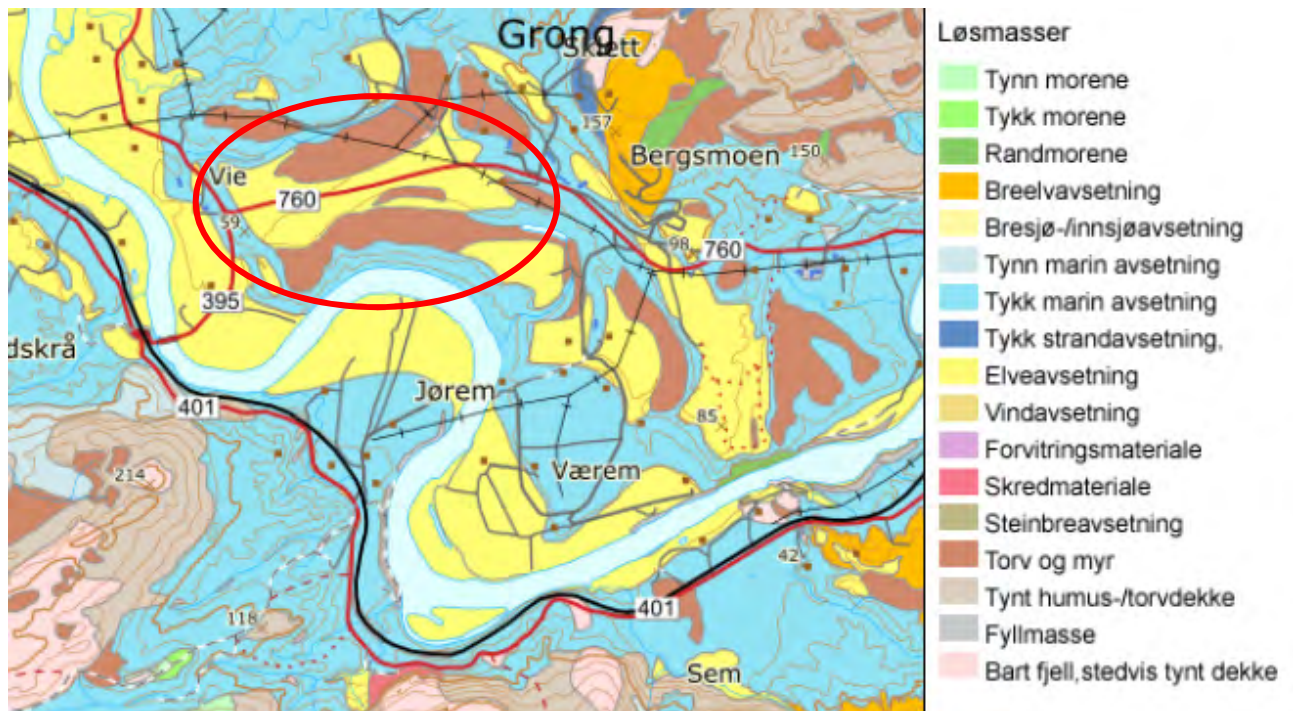 Grong
Sklett
157
Bergsmoen
150
Vie
760
59
98
760
395
dskrå
401
Jørem
85
214
Værem
42
401
118
Sem
Løsmasser
Tynn morene
Tykk morene
Randmorene
Breelvavsetning
Bresjø-/innsjøavsetning
Tynn marin avsetning
Tykk marin avsetning
Tykk strandavsetning,
Elveavsetning
Vindavsetning
Forvitringsmateriale
Skredmateriale
Steinbreavsetning
Torv og myr
Tynt humus-/torvdekke
Fyllmasse
Bart fjell,stedvis tynt dekke